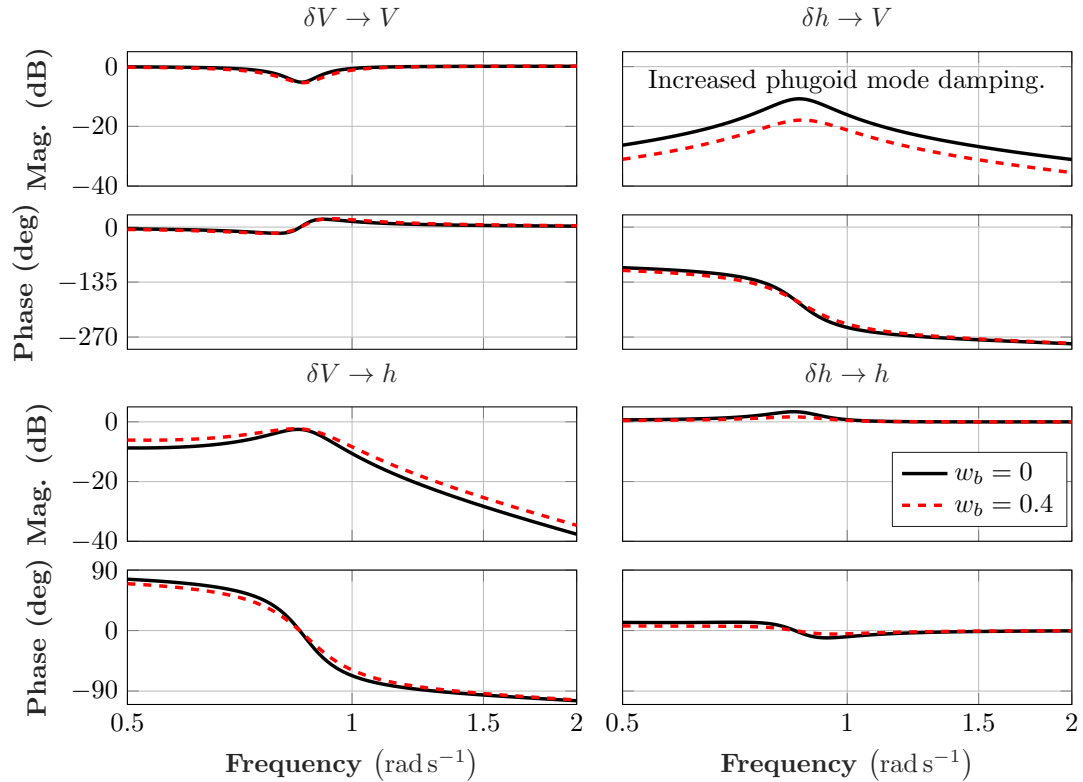 δV → V
δh → V
Mag. (dB)
0
−20
−40
Increased phugoid mode damping.
Phase (deg)
0
−135
−270
δV → h
δh → h
Mag. (dB)
0
−20
−40
w_b = 0
w_b = 0.4
Phase (deg)
90
0
−90
0.5
1
1.5
2
0.5
1
1.5
2
Frequency (rad s⁻¹)
Frequency (rad s⁻¹)